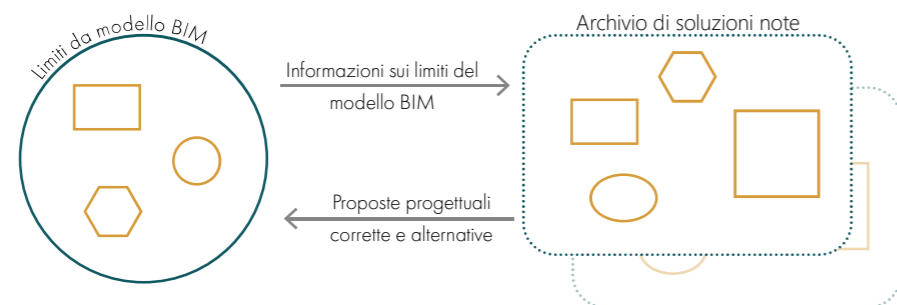 Limiti da modello BIM
Archivio di soluzioni note
Informazioni sui limiti del
modello BIM
Proposte progettuali
corrette e alternative